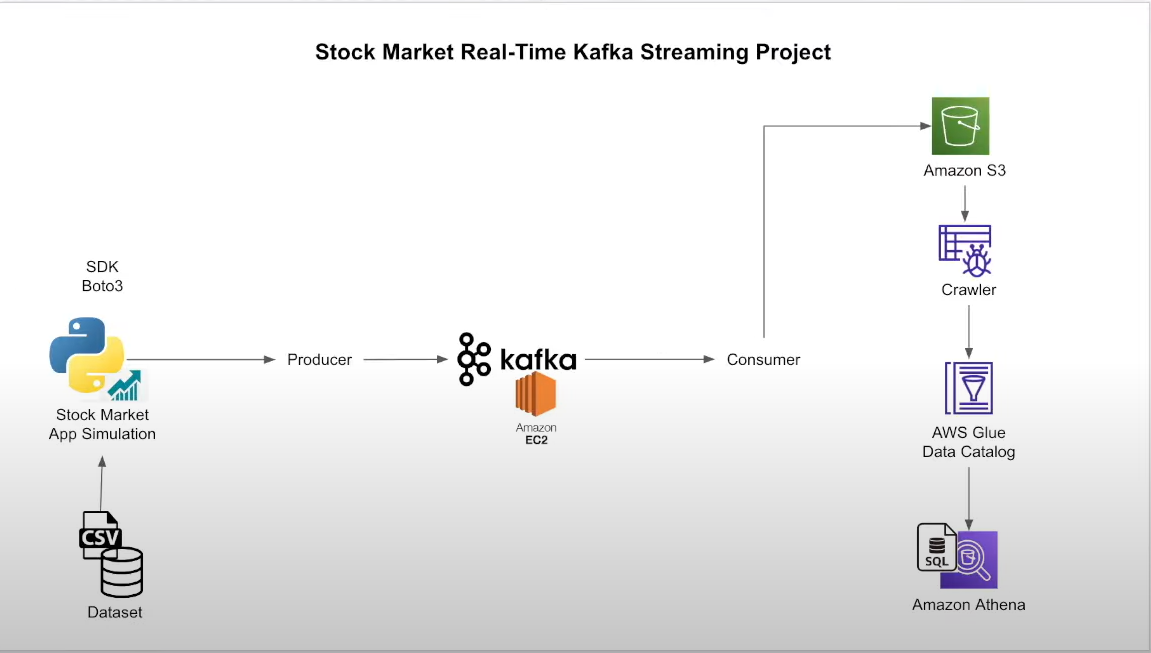 Stock Market Real-Time Kafka Streaming Project
Amazon S3
Crawler
SDK
Boto3
Stock Market
App Simulation
Producer
kafka
Amazon
EC2
Consumer
AWS Glue
Data Catalog
CSV
Dataset
SQL
Amazon Athena